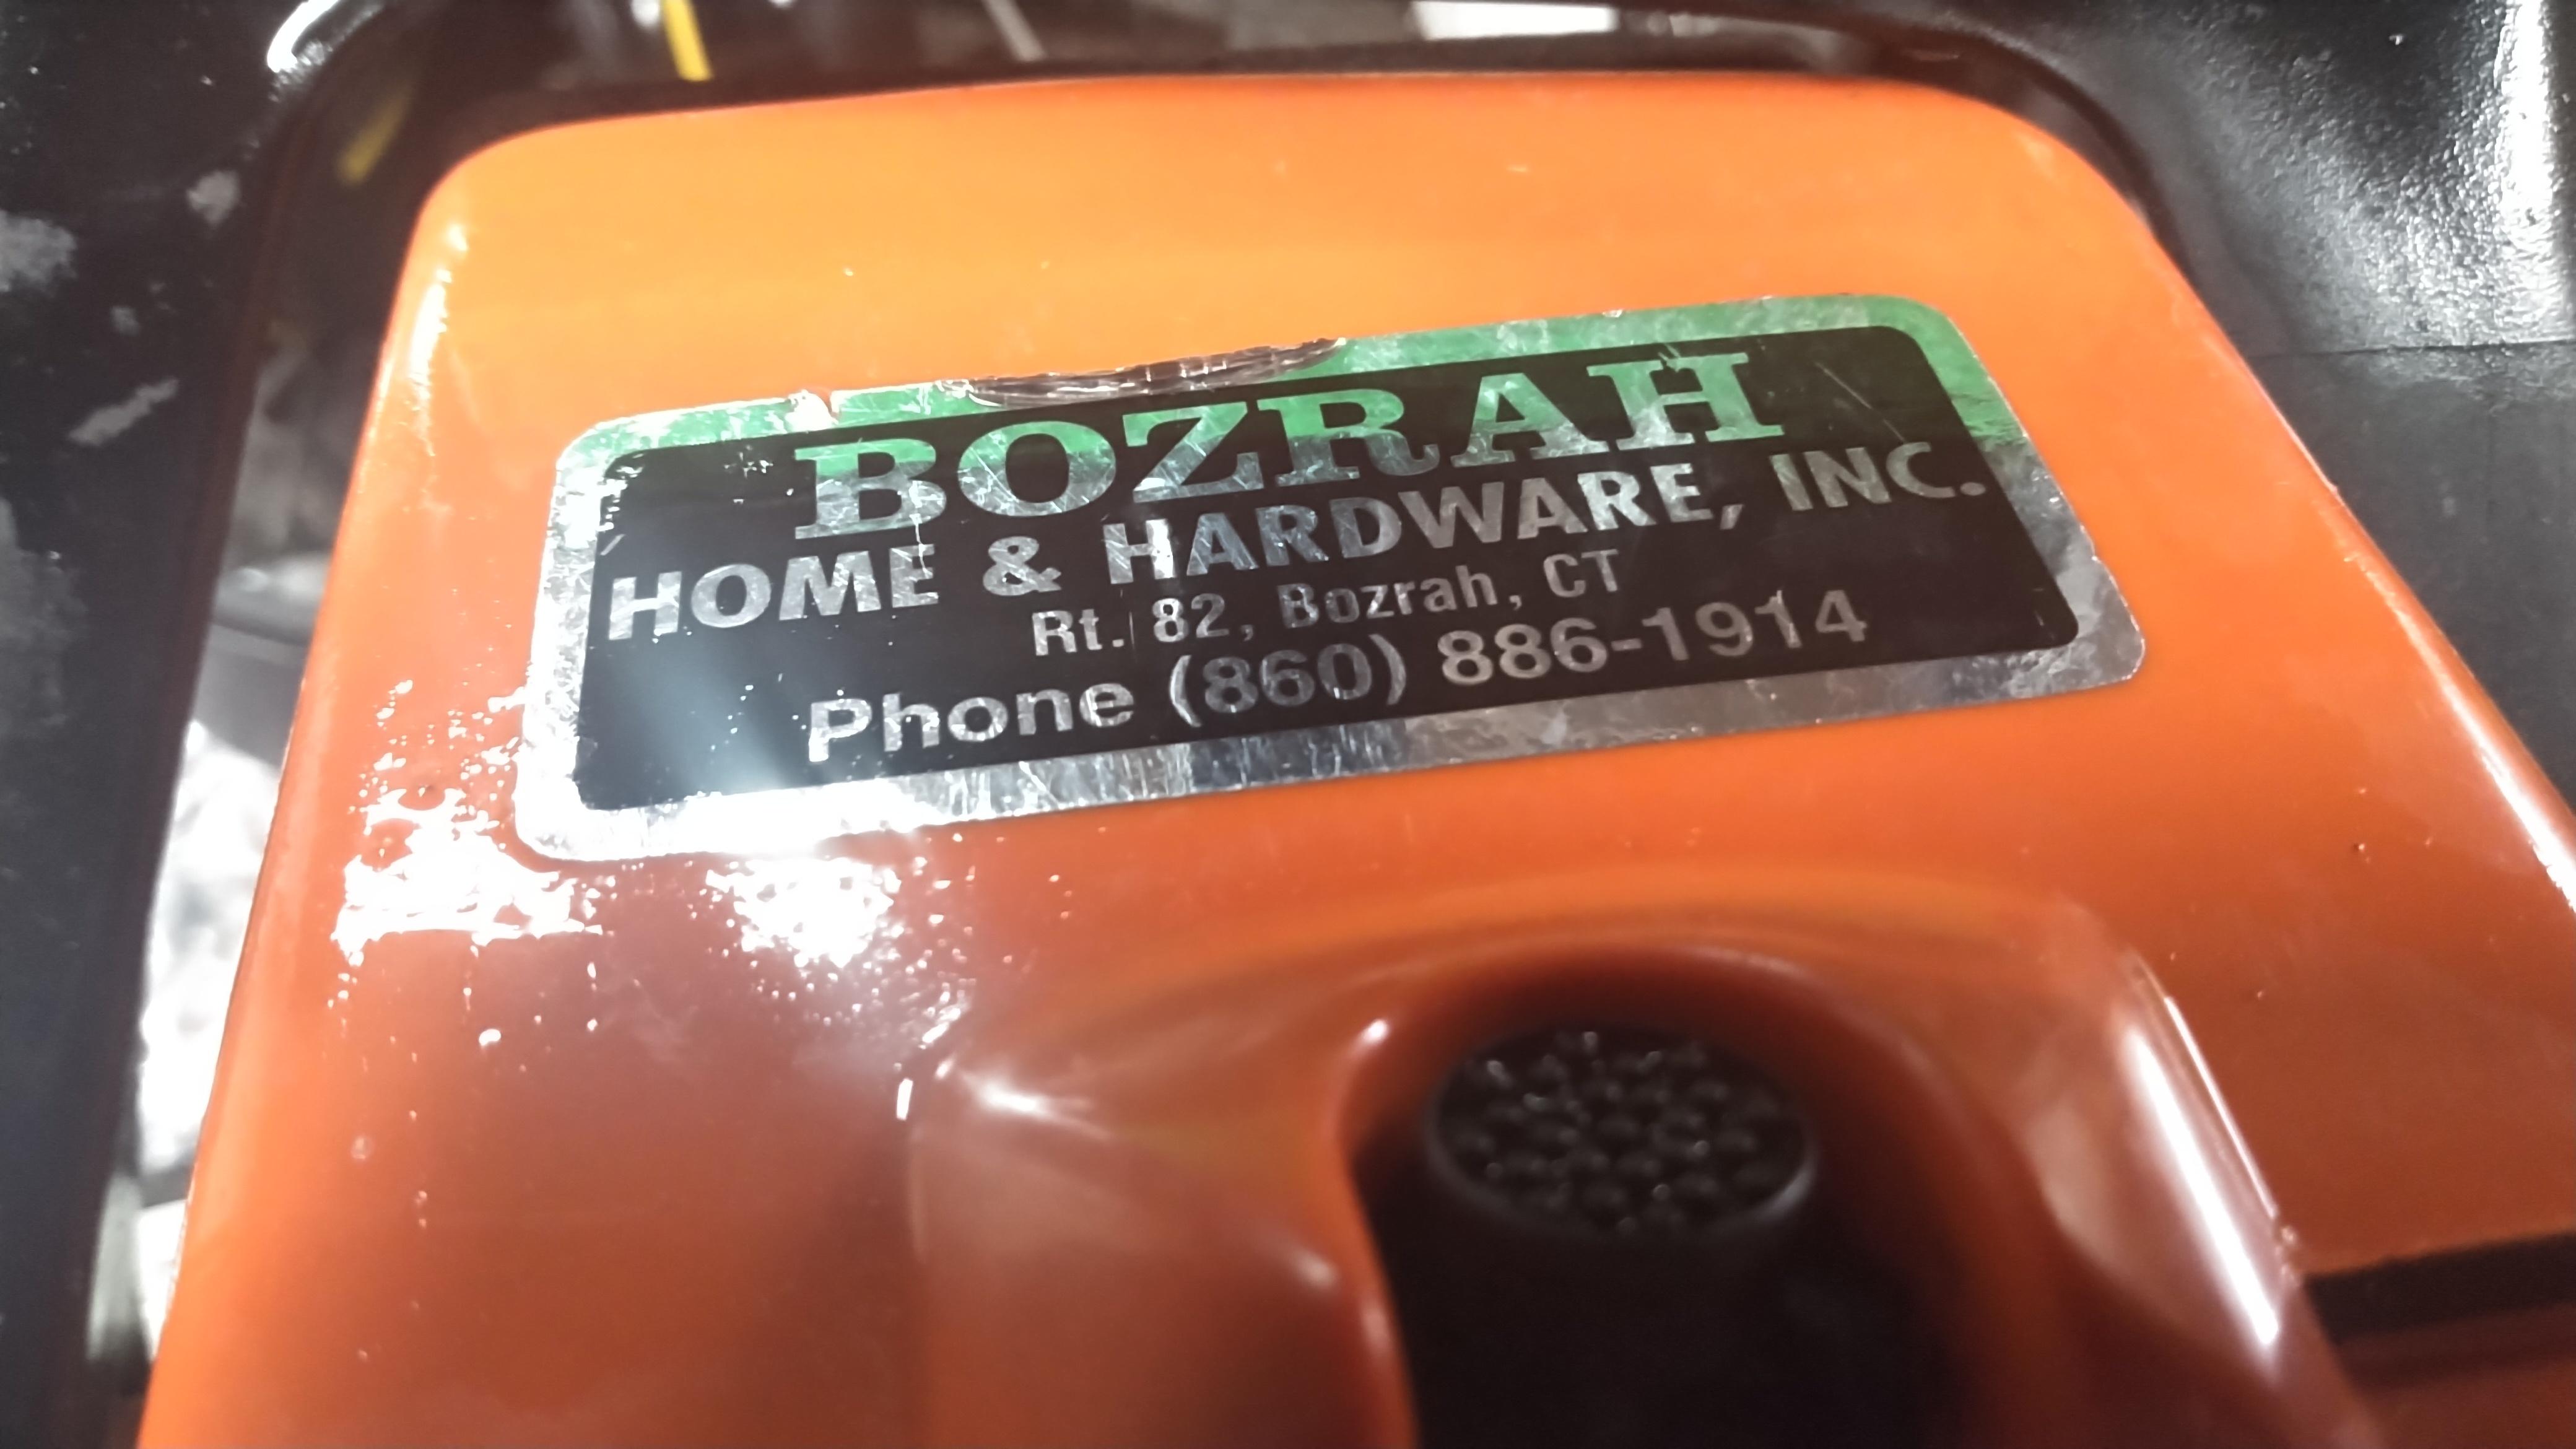 BOZRAH
HOME & HARDWARE, INC.
Rt. 82, Bozrah, CT
Phone (860) 886-1914